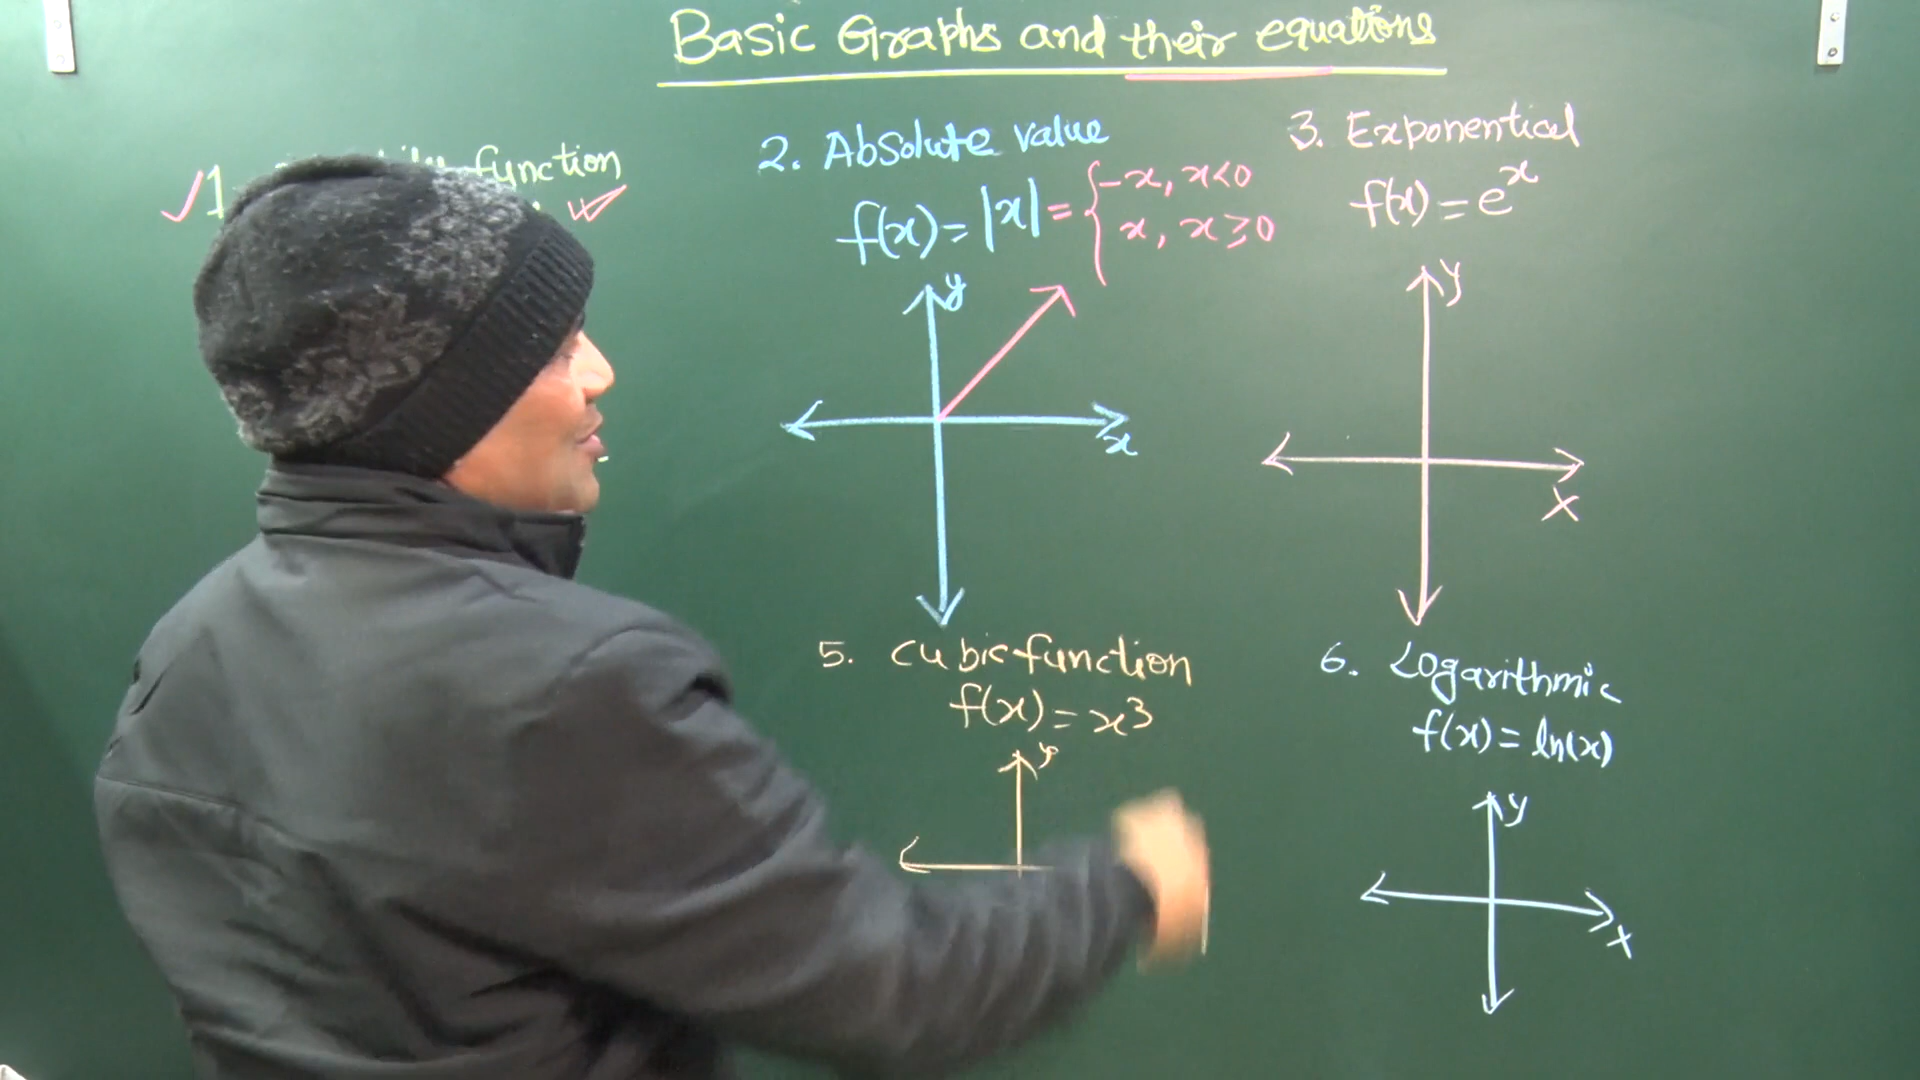 Basic Graphs and their equations
1 function
2. Absolute value
f(x) = |x| = { -x, x<0
x, x ≥ 0
y
x
3. Exponential
f(x) = e^x
y
x
5. cubic function
f(x) = x³
y
6. Logarithmic
f(x) = ln(x)
y
x